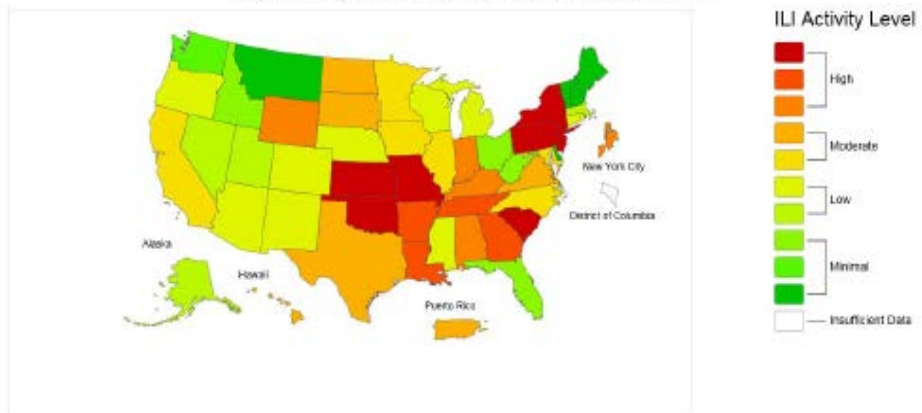 ILI Activity Level
High
Moderate
New York City
Low
District of Columbia
Alaska
Hawaii
Minimal
Puerto Rico
Insufficient Data